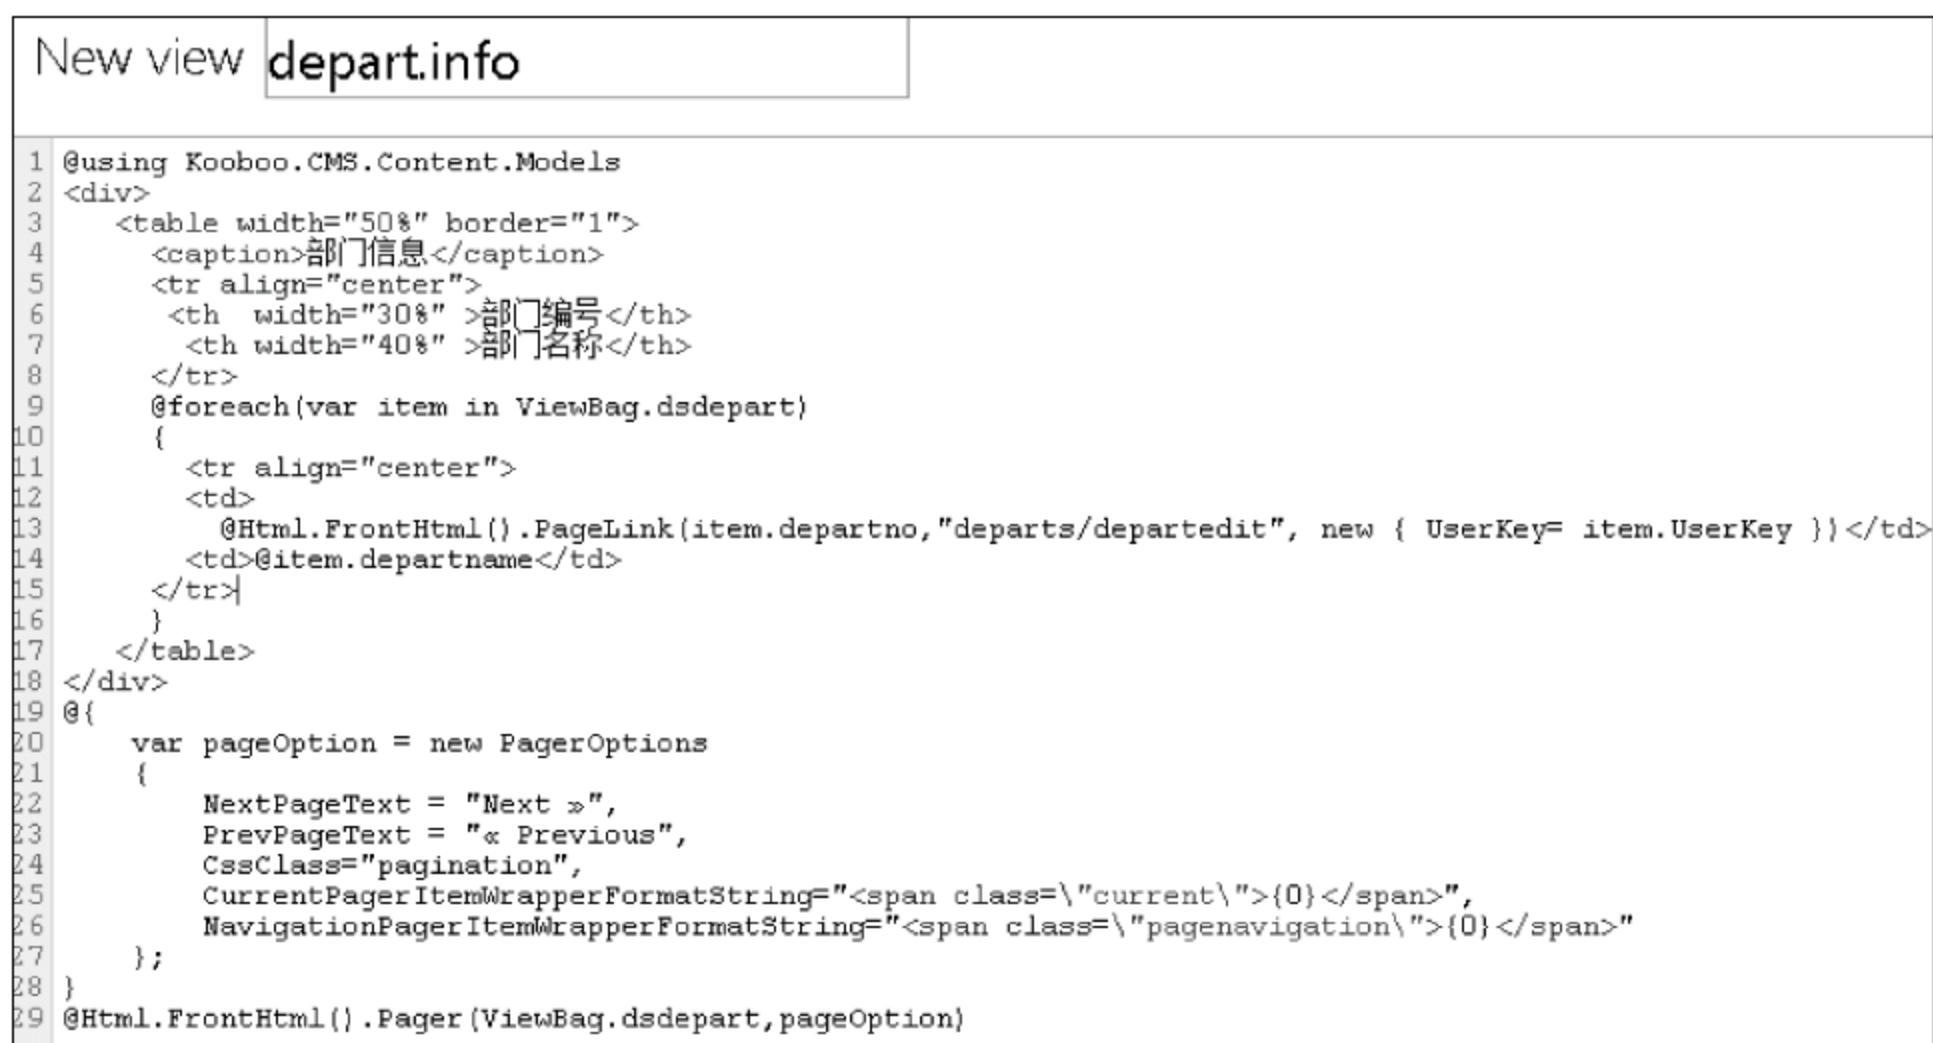 New view depart.info
1 @using Kooboo.CMS.Content.Models
2 <div>
3 <table width="50%" border="1">
4 <caption>部门信息</caption>
5 <tr align="center">
6 <th  width="30%" >部门编号</th>
7 <th width="40%" >部门名称</th>
8 </tr>
9 @foreach(var item in ViewBag.dsdepart)
10 {
11 <tr align="center">
12 <td>
13 @Html.FrontHtml().PageLink(item.departno,"departs/departedit", new { UserKey= item.UserKey })</td>
14 <td>@item.departname</td>
15 </tr>
16 }
17 </table>
18 </div>
19 @{
20 var pageOption = new PagerOptions
21 {
22 NextPageText = "Next »",
23 PrevPageText = "« Previous",
24 CssClass="pagination",
25 CurrentPagerItemWrapperFormatString="<span class=\"current\">{0}</span>",
26 NavigationPagerItemWrapperFormatString="<span class=\"pagenavigation\">{0}</span>"
27 };
28 }
29 @Html.FrontHtml().Pager(ViewBag.dsdepart,pageOption)